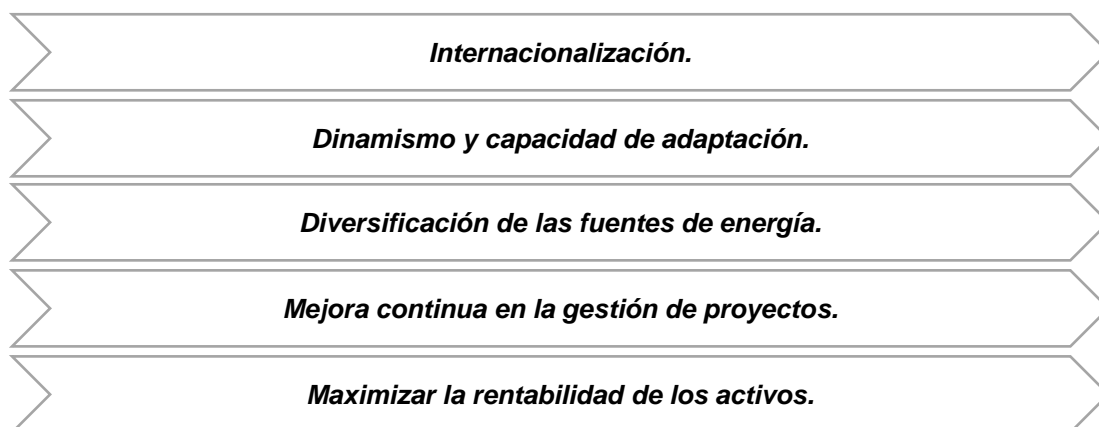 Internacionalización.
Dinamismo y capacidad de adaptación.
Diversificación de las fuentes de energía.
Mejora continua en la gestión de proyectos.
Maximizar la rentabilidad de los activos.